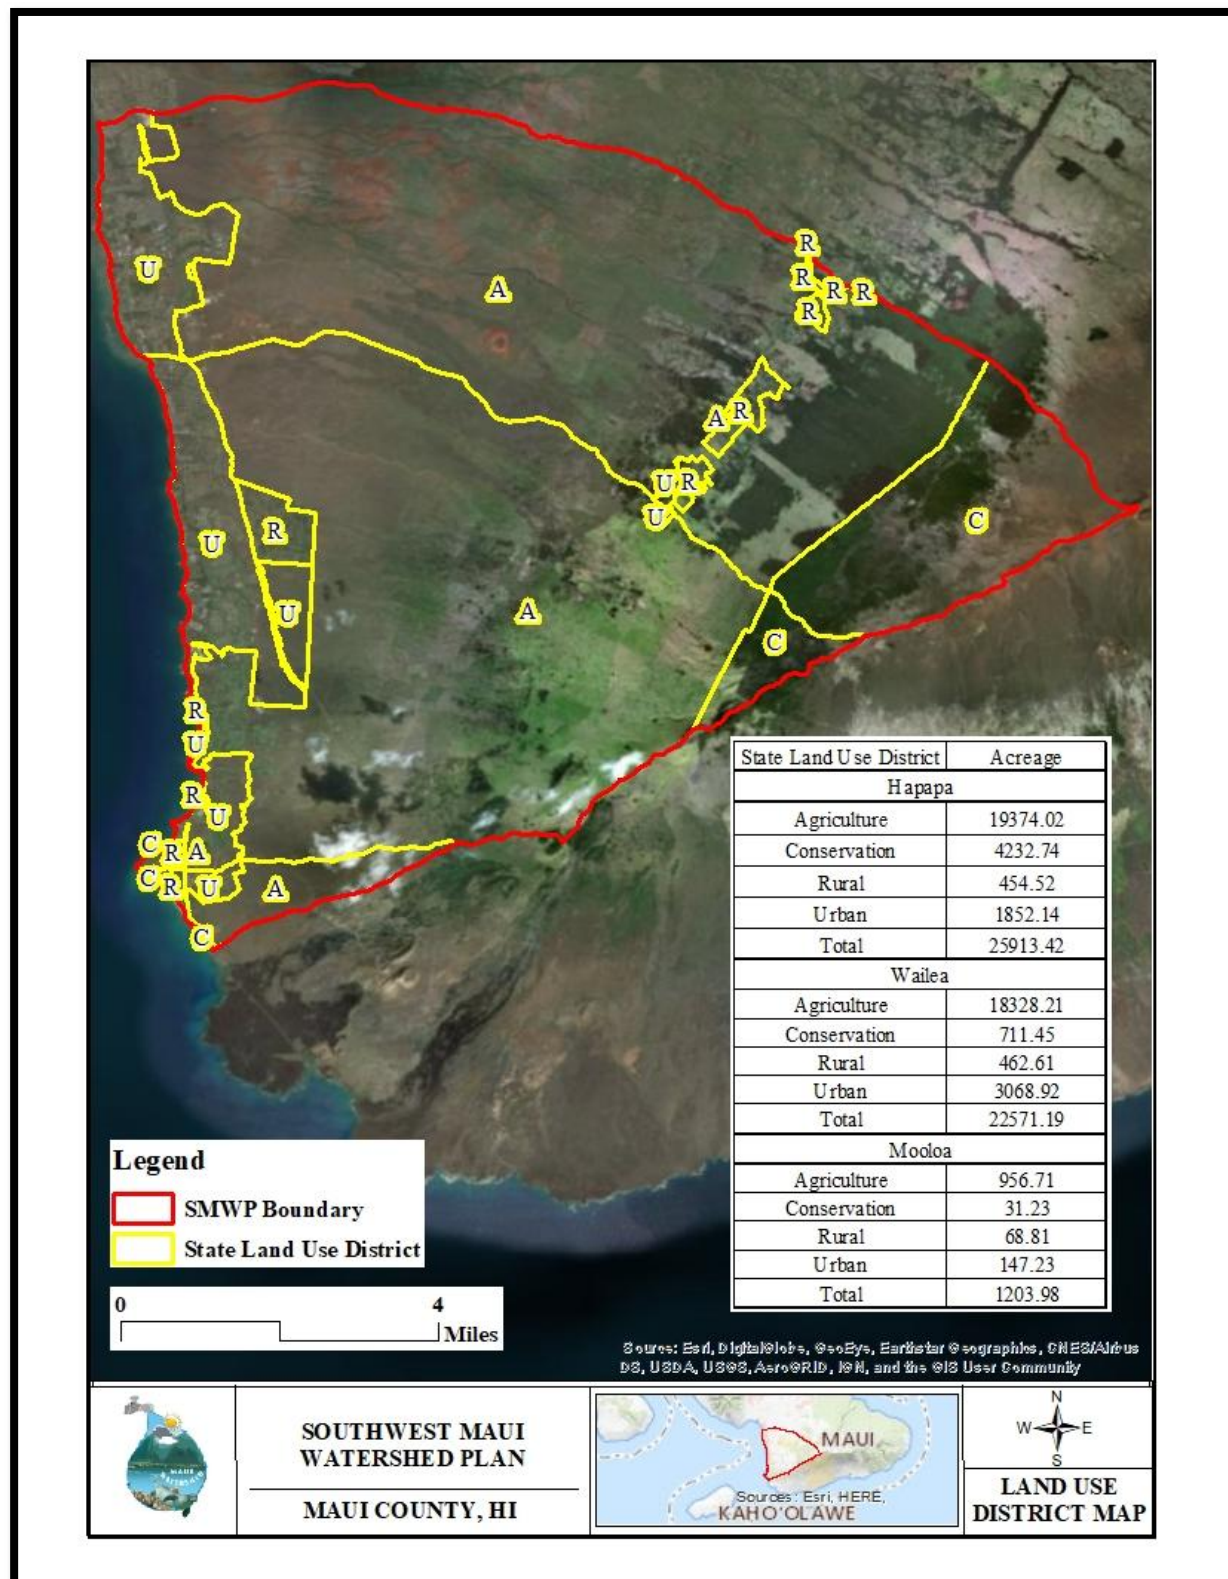 U
A
R
R
R
R
R
A R
U R
U
C
U
R
U
A
C
R
U
R
U
C
R A
C
R U
A
C
State Land Use District Acreage
Hapapa
Agriculture 19374.02
Conservation 4232.74
Rural 454.52
Urban 1852.14
Total 25913.42
Wailea
Agriculture 18328.21
Conservation 711.45
Rural 462.61
Urban 3068.92
Total 22571.19
Mooloa
Agriculture 956.71
Conservation 31.23
Rural 68.81
Urban 147.23
Total 1203.98
Legend
SMWP Boundary
State Land Use District
0 4
Miles
Source: Esri, DigitalGlobe, GeoEye, Earthstar Geographics, CNES/Airbus
DS, USDA, USGS, AeroGRID, IGN, and the GIS User Community
MAUI
WATERSHED
SOUTHWEST MAUI
WATERSHED PLAN
MAUI COUNTY, HI
MAUI
Sources: Esri, HERE,
KAHO'OLAWE
N
W E
S
LAND USE
DISTRICT MAP